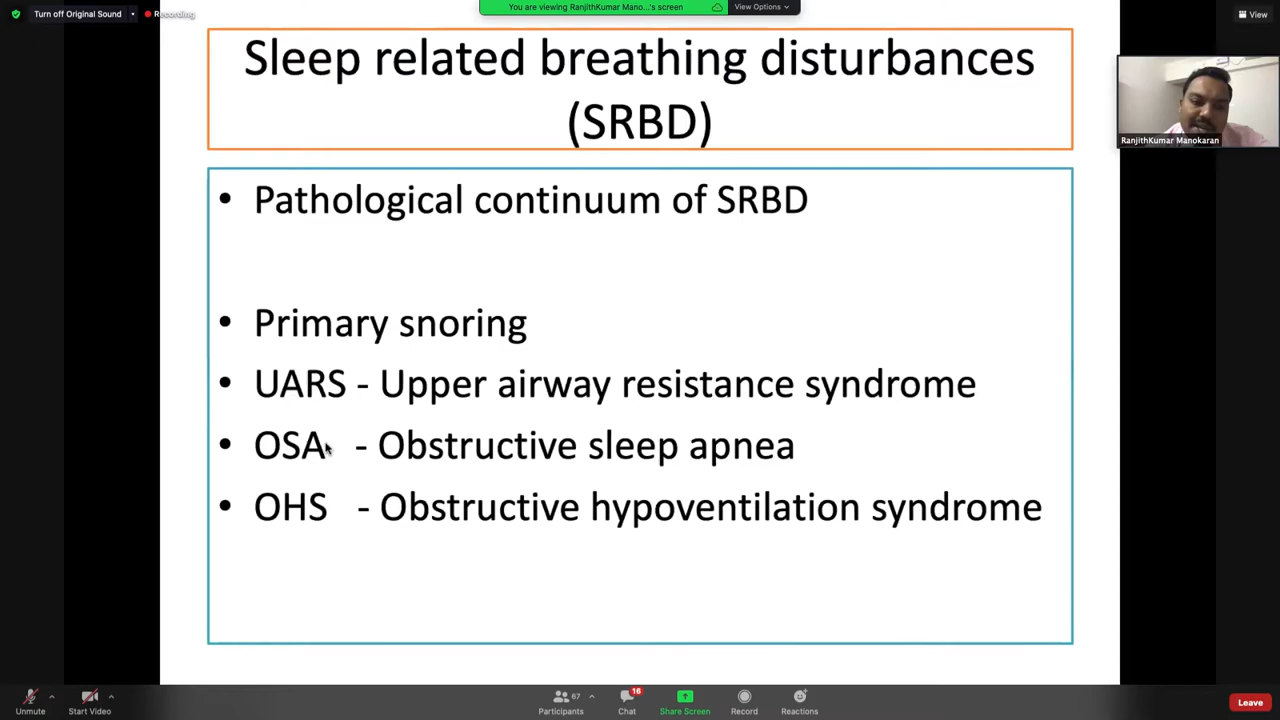 Turn off Original Sound
Recording
You are viewing RanjithKumar Mano...'s screen
View Options
View
Sleep related breathing disturbances
(SRBD)
RanjithKumar Manokaran
• Pathological continuum of SRBD
• Primary snoring
• UARS - Upper airway resistance syndrome
• OSA - Obstructive sleep apnea
• OHS - Obstructive hypoventilation syndrome
Unmute
Start Video
67
Participants
16
Chat
Share Screen
Record
Reactions
Leave